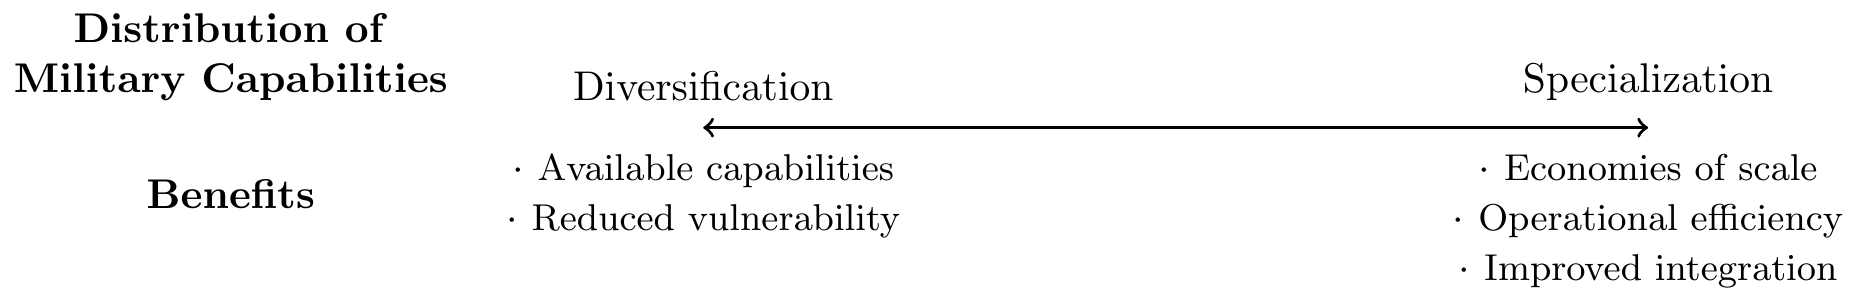 Distribution of
Military Capabilities
Diversification
Specialization
Benefits
· Available capabilities
· Reduced vulnerability
· Economies of scale
· Operational efficiency
· Improved integration